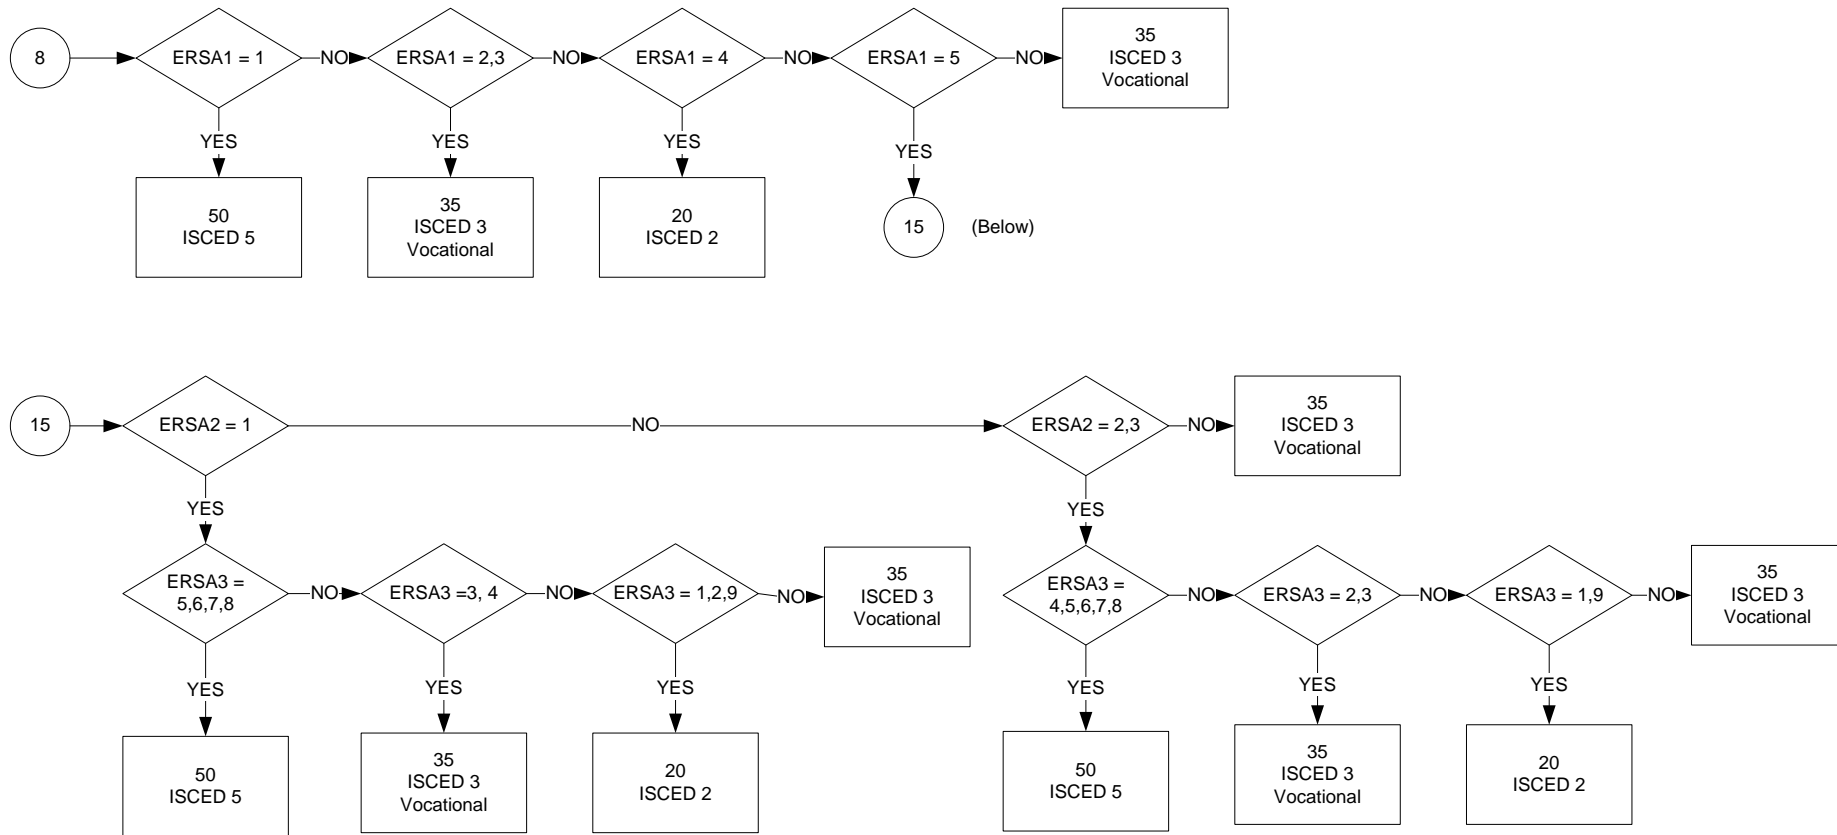 8
ERSA1 = 1
NO
ERSA1 = 2,3
NO
ERSA1 = 4
NO
ERSA1 = 5
NO
35
ISCED 3
Vocational
YES
YES
YES
YES
50
ISCED 5
35
ISCED 3
Vocational
20
ISCED 2
15
(Below)
15
ERSA2 = 1
NO
ERSA2 = 2,3
NO
35
ISCED 3
Vocational
YES
YES
ERSA3 =
5,6,7,8
NO
ERSA3 =3, 4
NO
ERSA3 = 1,2,9
NO
35
ISCED 3
Vocational
ERSA3 =
4,5,6,7,8
NO
ERSA3 = 2,3
NO
ERSA3 = 1,9
NO
35
ISCED 3
Vocational
YES
YES
YES
YES
YES
YES
50
ISCED 5
35
ISCED 3
Vocational
20
ISCED 2
50
ISCED 5
35
ISCED 3
Vocational
20
ISCED 2